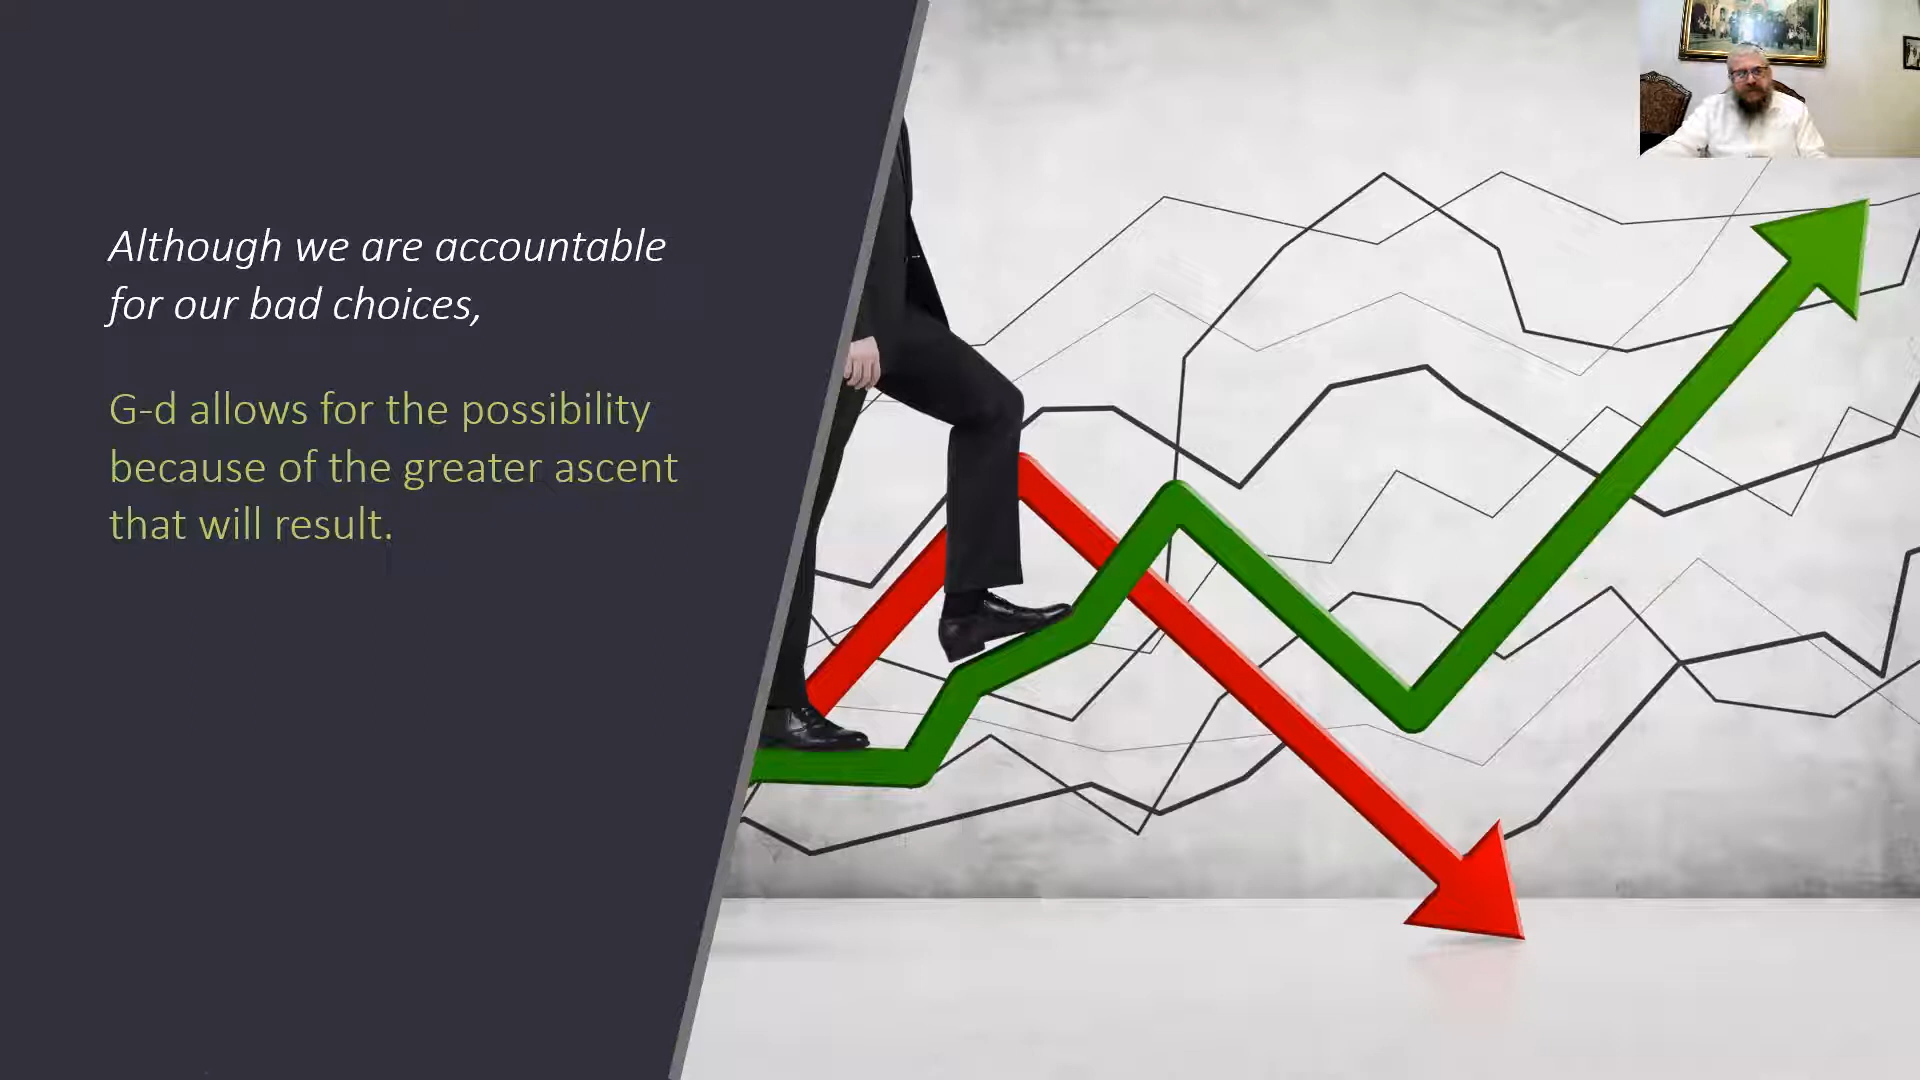 Although we are accountable
for our bad choices,
G-d allows for the possibility
because of the greater ascent
that will result.